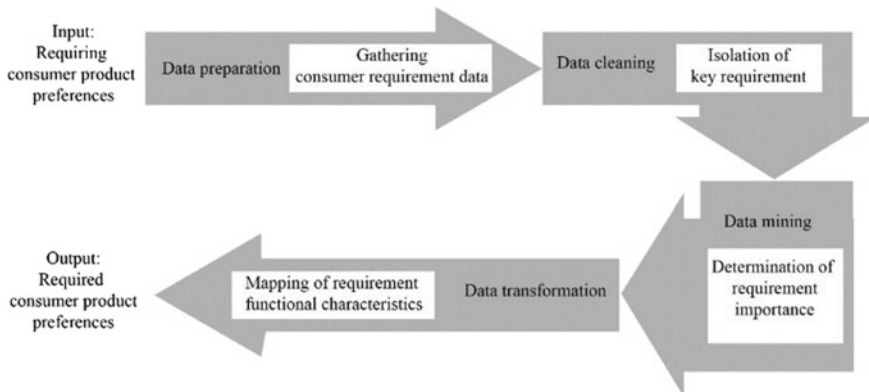 Input:
Requiring
consumer product
preferences
Data preparation
Gathering
consumer requirement data
Data cleaning
Isolation of
key requirement
Data mining
Determination of
requirement
importance
Data transformation
Mapping of requirement
functional characteristics
Output:
Required
consumer product
preferences